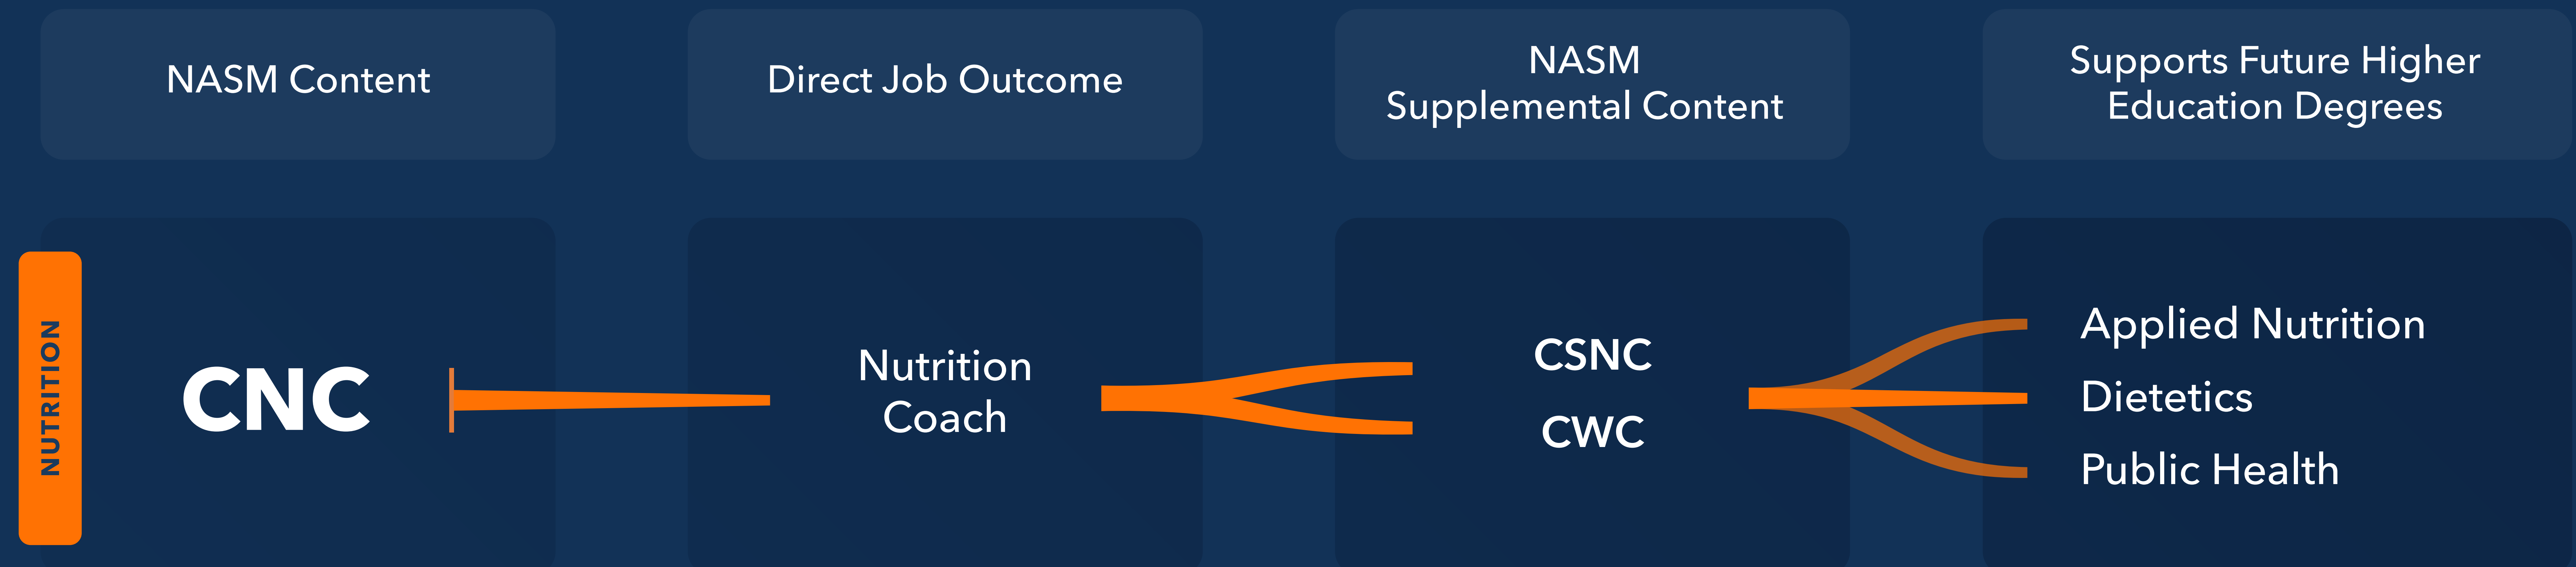 NASM Content
Direct Job Outcome
NASM
Supplemental Content
Supports Future Higher
Education Degrees
NUTRITION
CNC
Nutrition
Coach
CSNC
CWC
Applied Nutrition
Dietetics
Public Health